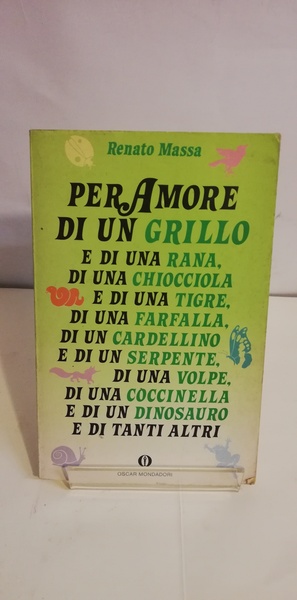 Renato Massa
PER AMORE
DI UN GRILLO
E DI UNA RANA,
DI UNA CHIOCCIOLA
E DI UNA TIGRE,
DI UNA FARFALLA,
DI UN CARDELLINO
E DI UN SERPENTE,
DI UNA VOLPE,
DI UNA COCCINELLA
E DI UN DINOSAURO
E DI TANTI ALTRI
OSCAR MONDADORI